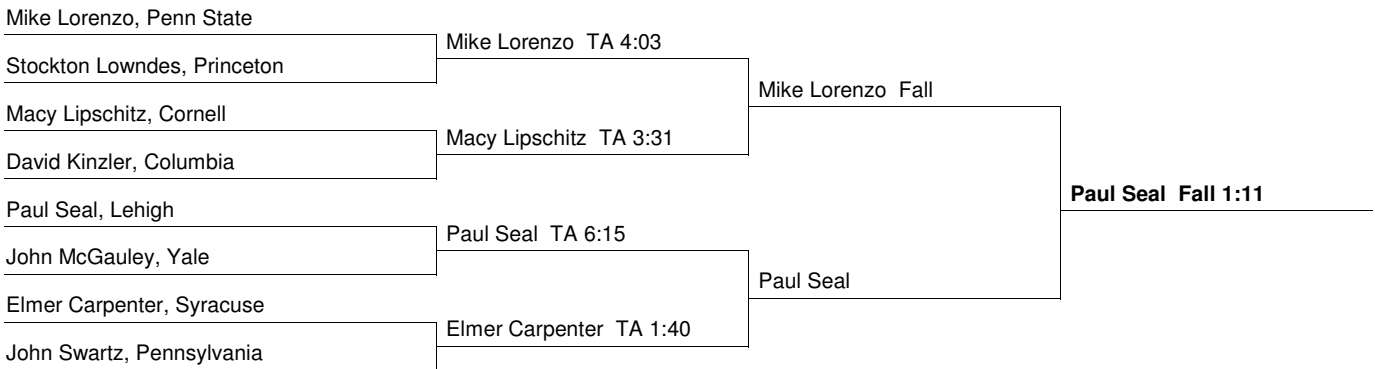 Mike Lorenzo, Penn State
Stockton Lowndes, Princeton
Macy Lipschitz, Cornell
David Kinzler, Columbia
Paul Seal, Lehigh
John McGauley, Yale
Elmer Carpenter, Syracuse
John Swartz, Pennsylvania
Mike Lorenzo TA 4:03
Macy Lipschitz TA 3:31
Paul Seal TA 6:15
Elmer Carpenter TA 1:40
Mike Lorenzo Fall
Paul Seal
Paul Seal Fall 1:11